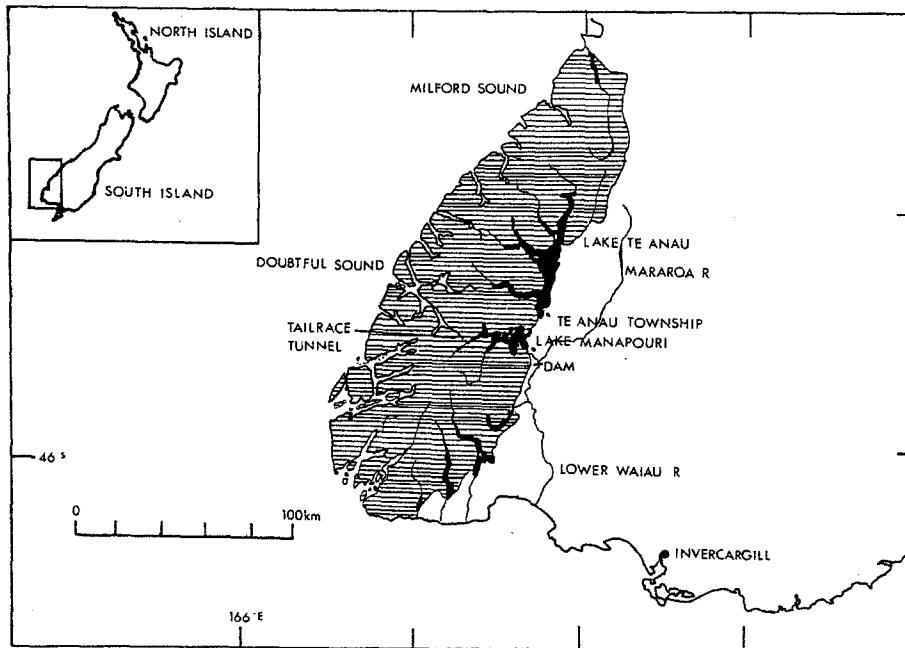 NORTH ISLAND
SOUTH ISLAND
MILFORD SOUND
LAKE TE ANAU
MARAROA R
DOUBTFUL SOUND
TE ANAU TOWNSHIP
TAILRACE
TUNNEL
LAKE MANAPOURI
DAM
46 S
LOWER WAIAU R
0 100km
INVERCARGILL
166°E